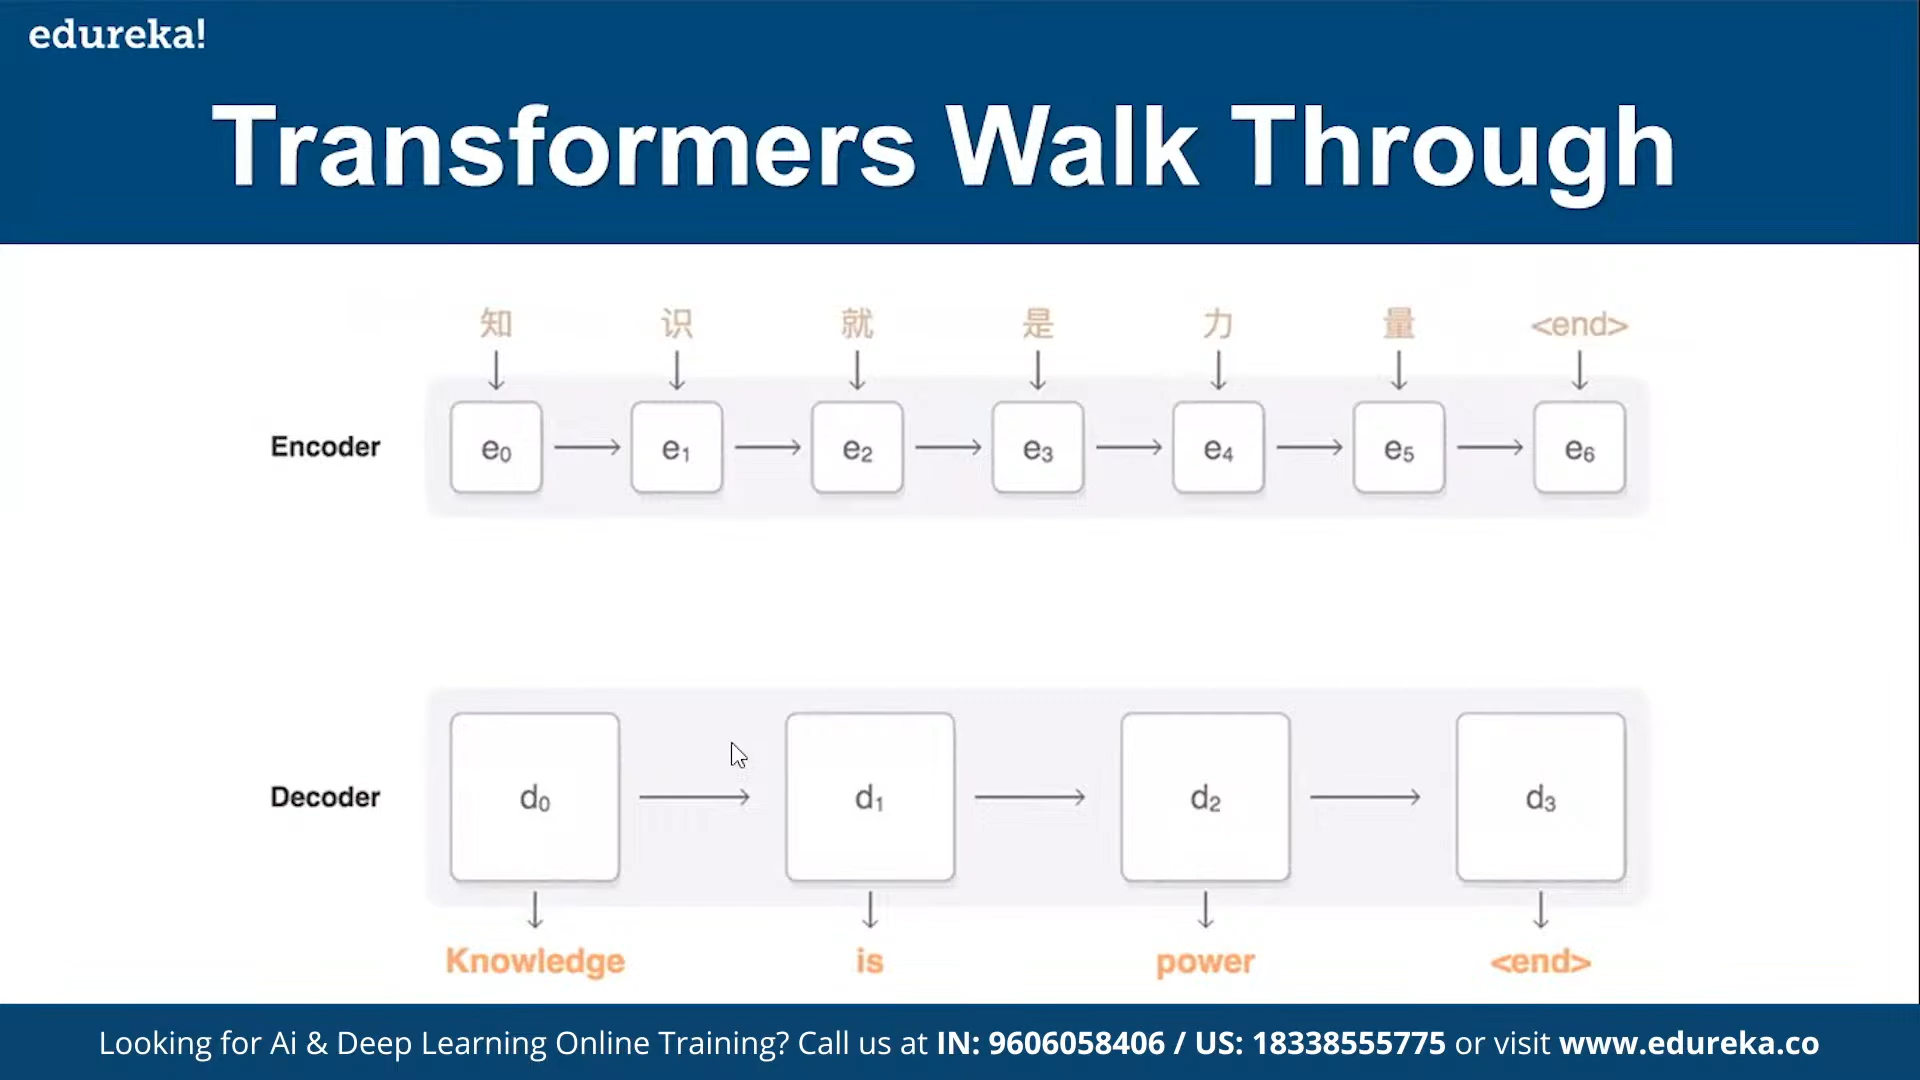 edureka!
Transformers Walk Through
知 识 就 是 力 量 <end>
Encoder e₀ e₁ e₂ e₃ e₄ e₅ e₆
Decoder d₀ d₁ d₂ d₃
Knowledge is power <end>
Looking for Ai & Deep Learning Online Training? Call us at IN: 9606058406 / US: 18338555775 or visit www.edureka.co